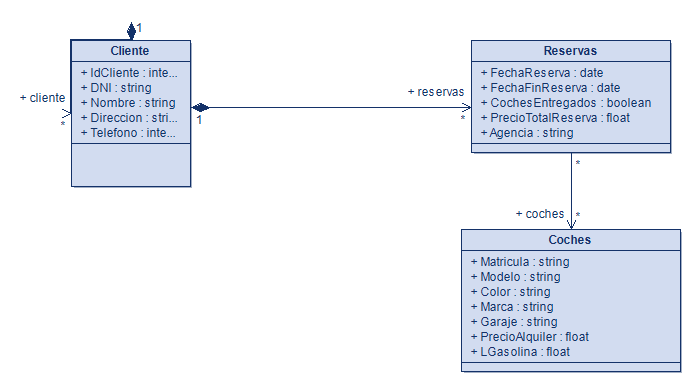 1
Cliente
+ IdCliente : inte...
+ DNI : string
+ Nombre : string
+ Direccion : stri...
+ Telefono : inte...
+ cliente
*
1
+ reservas
*
Reservas
+ FechaReserva : date
+ FechaFinReserva : date
+ CochesEntregados : boolean
+ PrecioTotalReserva : float
+ Agencia : string
*
+ coches
*
Coches
+ Matricula : string
+ Modelo : string
+ Color : string
+ Marca : string
+ Garaje : string
+ PrecioAlquiler : float
+ LGasolina : float